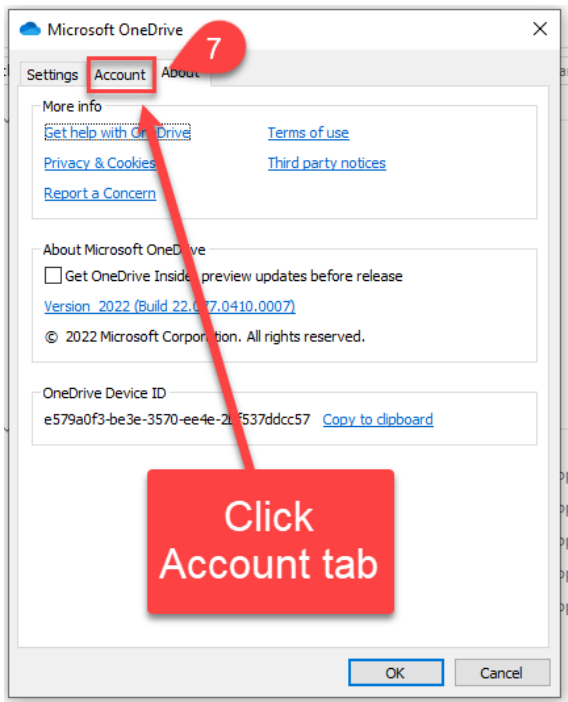 Microsoft OneDrive
7
Settings Account About
More info
Get help with OneDrive Terms of use
Privacy & Cookies Third party notices
Report a Concern
About Microsoft OneDrive
Get OneDrive Insider preview updates before release
Version 2022 (Build 22.077.0410.0007)
© 2022 Microsoft Corporation. All rights reserved.
OneDrive Device ID
Copy to clipboard
Click
Account tab
OK Cancel